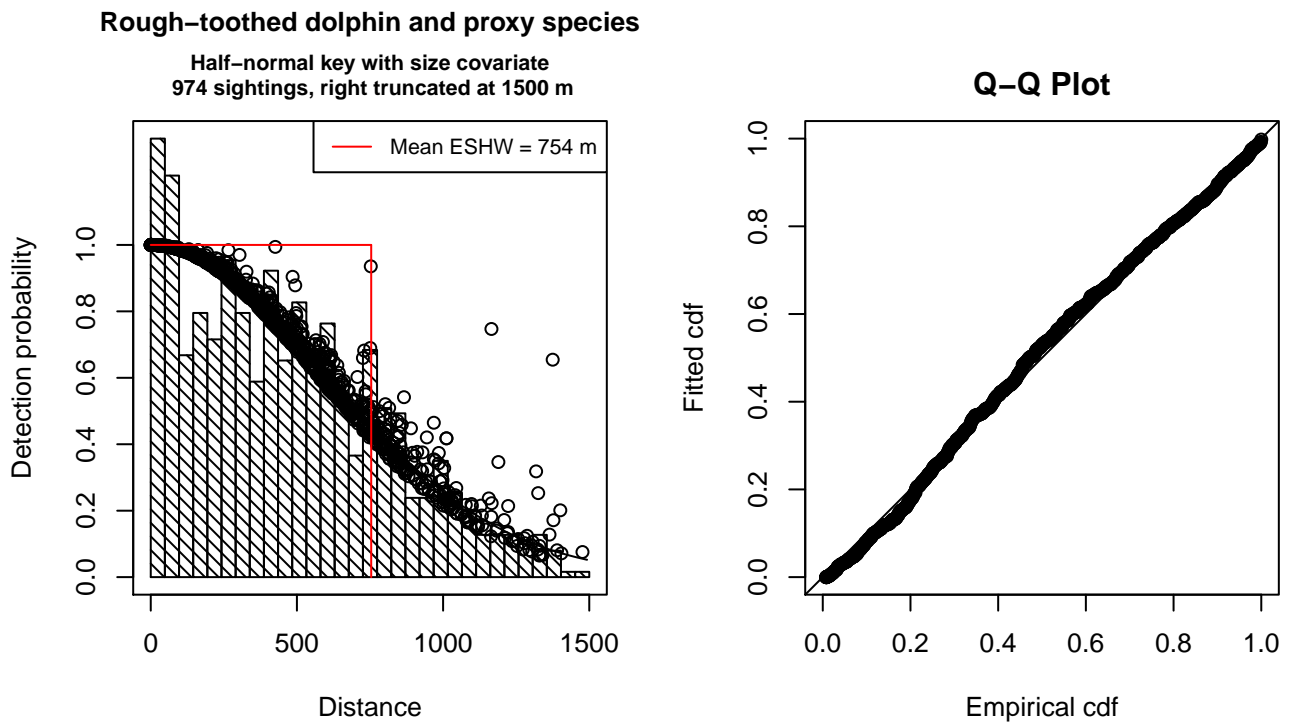 Rough−toothed dolphin and proxy species
Half−normal key with size covariate
974 sightings, right truncated at 1500 m
Mean ESHW = 754 m
Detection probability
1.0
0.8
0.6
0.4
0.2
0.0
0 500 1000 1500
Distance
Q−Q Plot
Fitted cdf
1.0
0.8
0.6
0.4
0.2
0.0
0.0 0.2 0.4 0.6 0.8 1.0
Empirical cdf